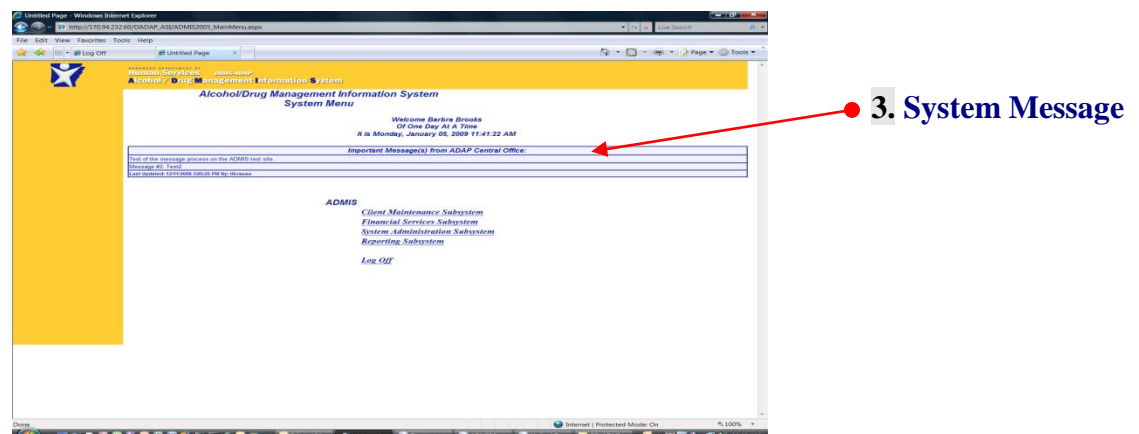 Untitled Page - Windows Internet Explorer
http://170.94.232.60/OADAP_ASI/ADMIS2005_MainMenu.aspx
Live Search
File Edit View Favorites Tools Help
Log Off
Untitled Page
Page
Tools
Human Services
Alcohol / Drug Management Information System
Alcohol/Drug Management Information System
System Menu
Welcome Barbra Brooks
Of One Day At A Time
It is Monday, January 05, 2009 11:41:22 AM
Important Message(s) from ADAP Central Office:
Test of the message process on the ADMIS test site.
Message #2. Test2
3. System Message
ADMIS
Client Maintenance Subsystem
Financial Services Subsystem
System Administration Subsystem
Reporting Subsystem
Log Off
Done
Internet | Protected Mode: On
100%